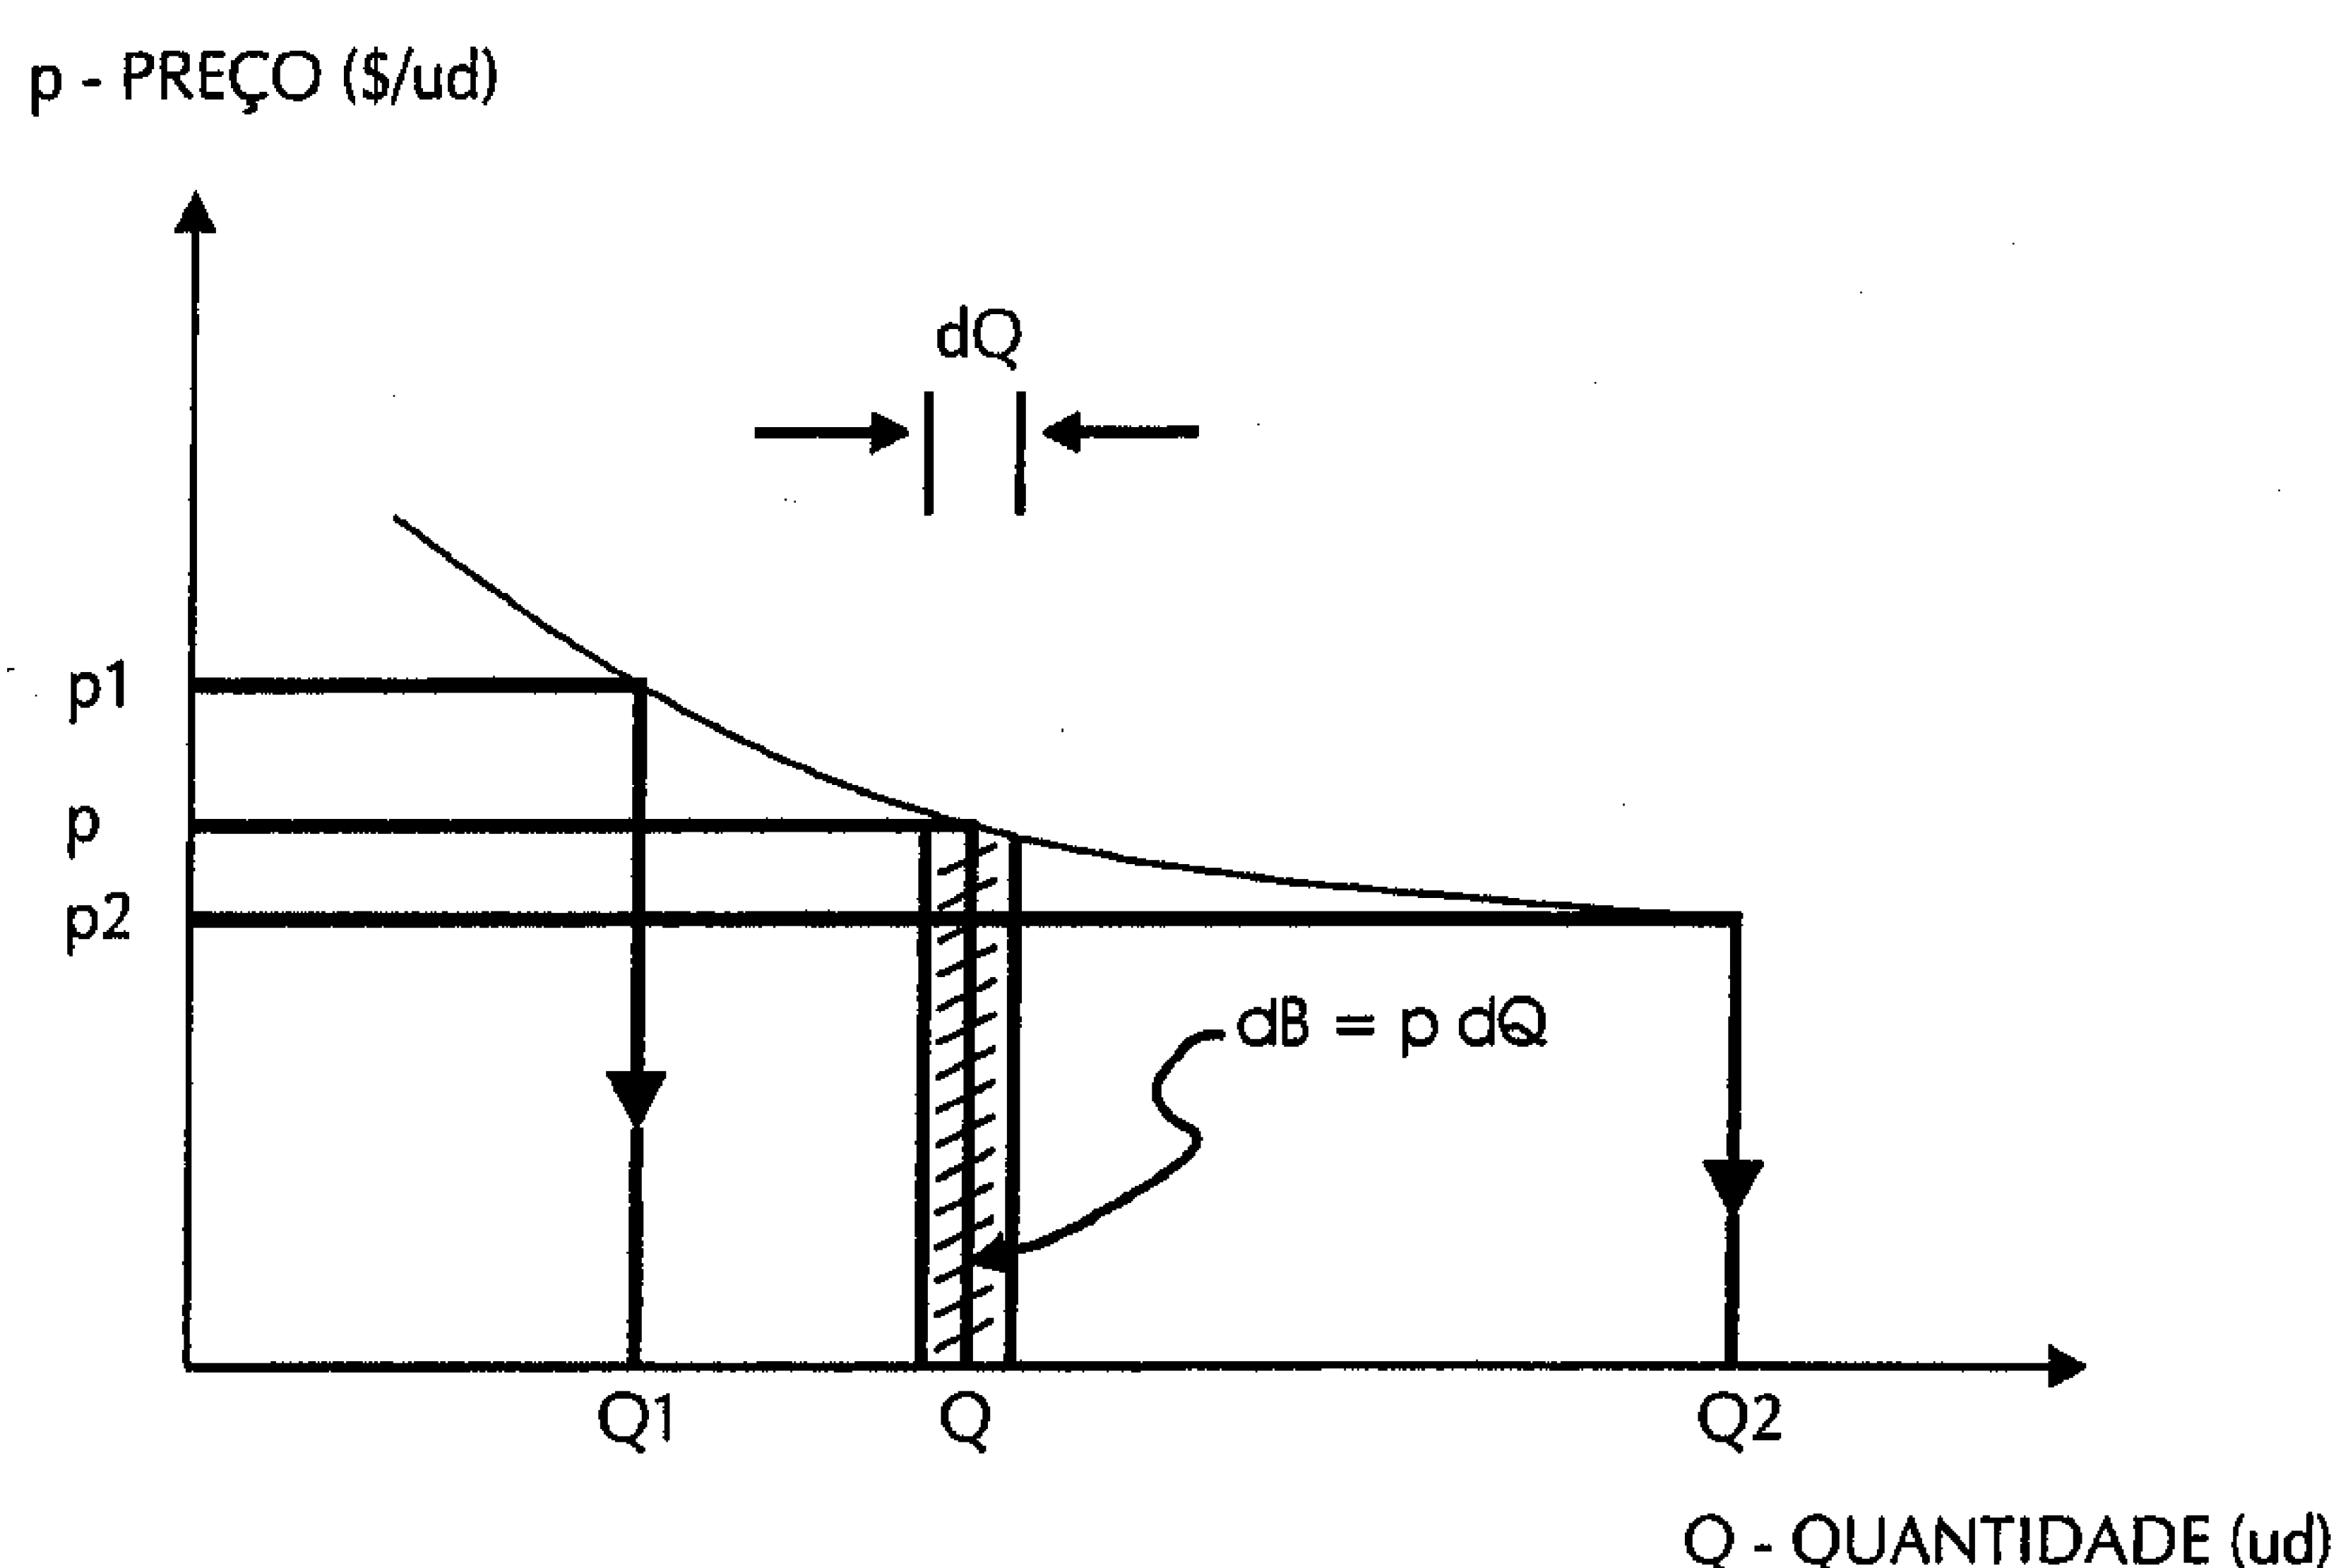 p - PREÇO ($/ud)
dQ
p1
p
p2
dB = p dQ
Q1
Q
Q2
Q - QUANTIDADE (ud)